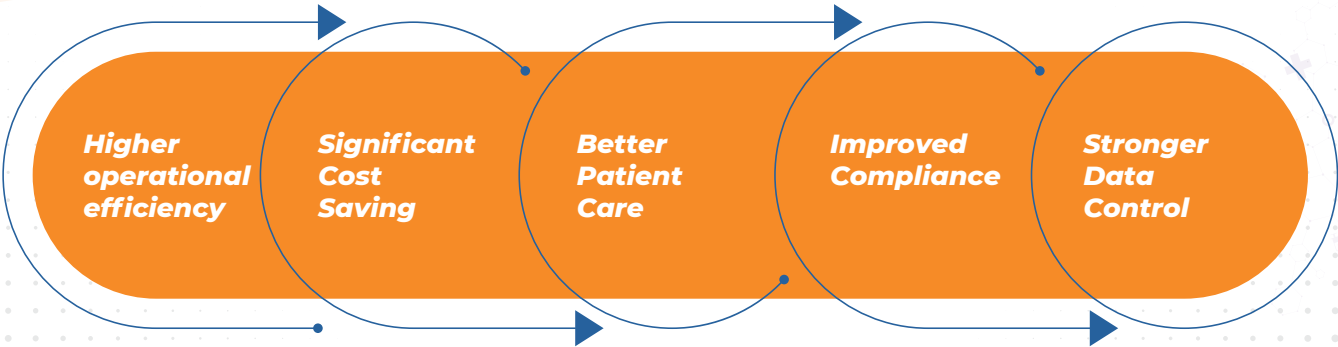 Higher
operational
efficiency
Significant
Cost
Saving
Better
Patient
Care
Improved
Compliance
Stronger
Data
Control